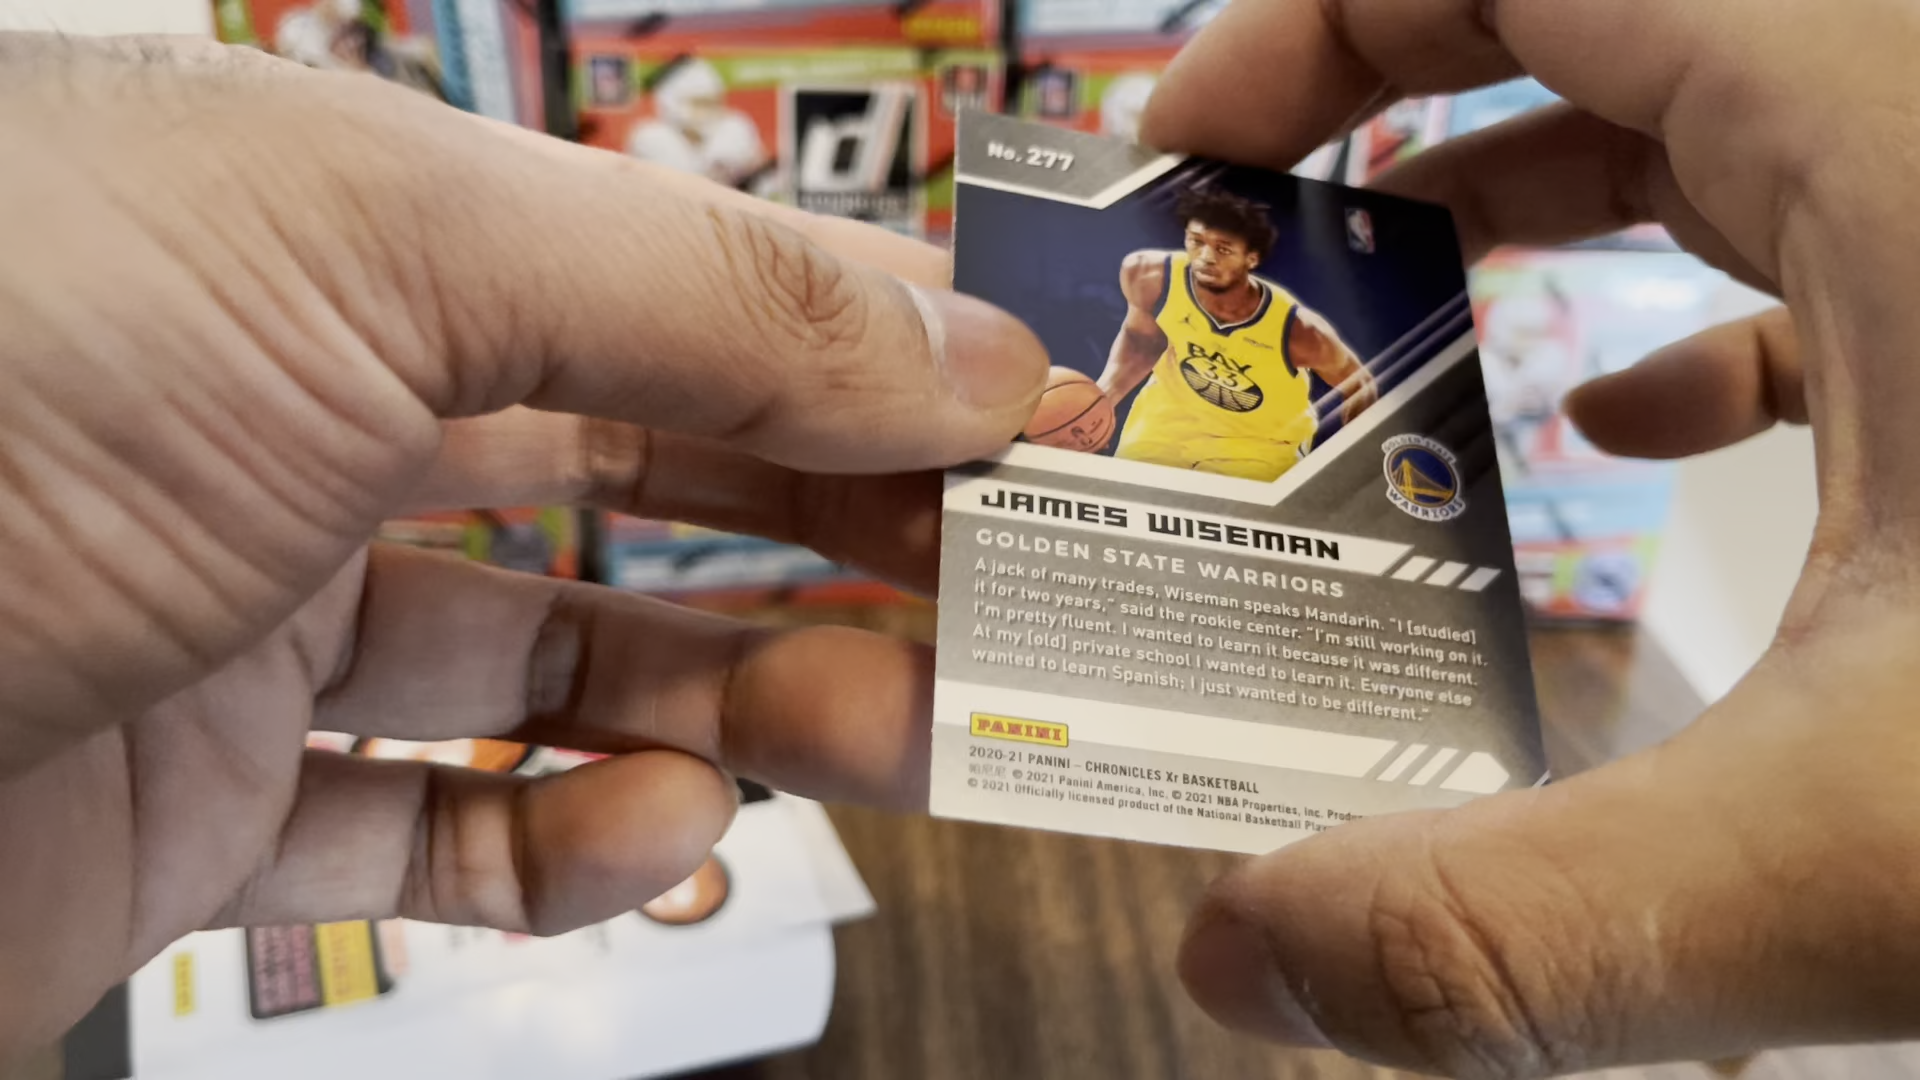 No. 277
BAY
33
GOLDEN STATE
WARRIORS
JAMES WISEMAN
GOLDEN STATE WARRIORS
A jack of many trades, Wiseman speaks Mandarin. "I [studied]
it for two years," said the rookie center. "I'm still working on it.
I'm pretty fluent. I wanted to learn it because it was different.
At my [old] private school I wanted to learn it. Everyone else
wanted to learn Spanish; I just wanted to be different."
PANINI
2020-21 PANINI – CHRONICLES Xr BASKETBALL
© 2021 Panini America, Inc. © 2021 NBA Properties, Inc.
© 2021 Officially licensed product of the National Basketball